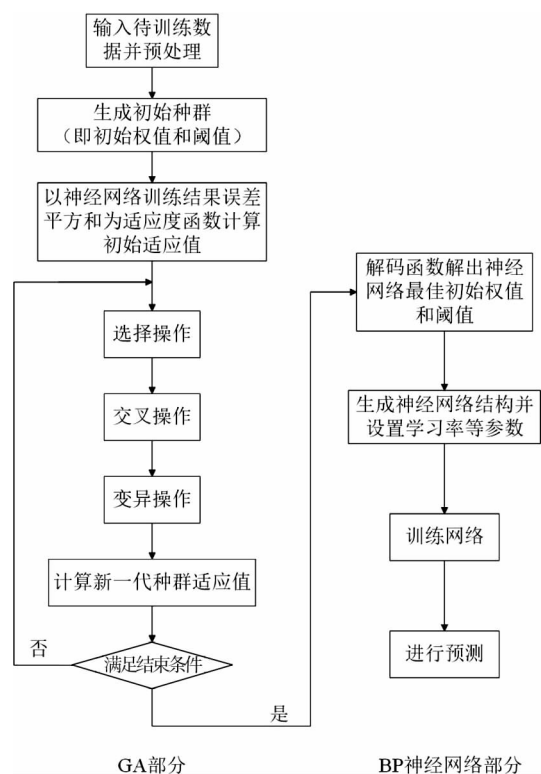 输入待训练数
据并预处理
生成初始种群
（即初始权值和阈值）
以神经网络训练结果误差
平方和为适应度函数计算
初始适应值
选择操作
交叉操作
变异操作
计算新一代种群适应值
满足结束条件
否
是
GA部分
解码函数解出神经
网络最佳初始权值
和阈值
生成神经网络结构并
设置学习率等参数
训练网络
进行预测
BP神经网络部分